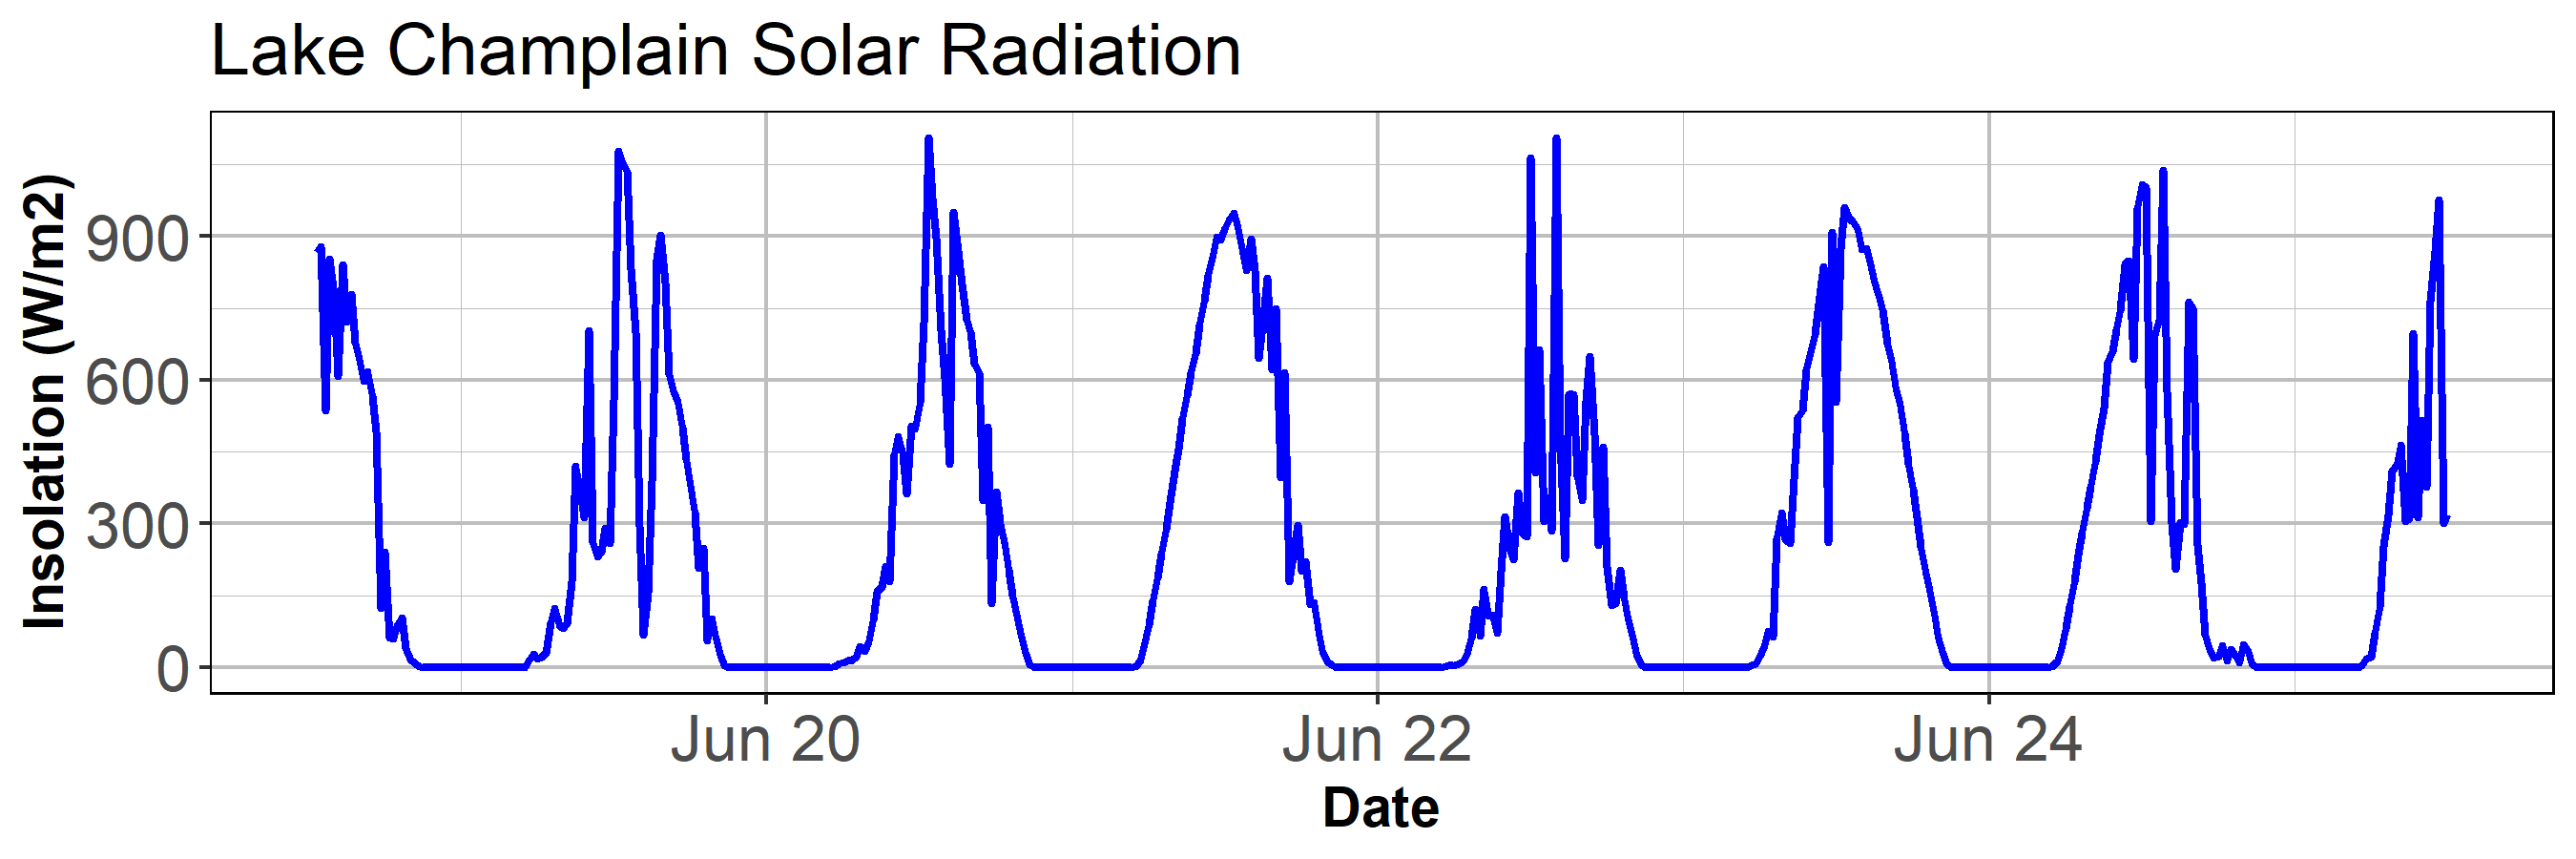 Lake Champlain Solar Radiation
Insolation (W/m2)
900
600
300
0
Jun 20 Jun 22 Jun 24
Date